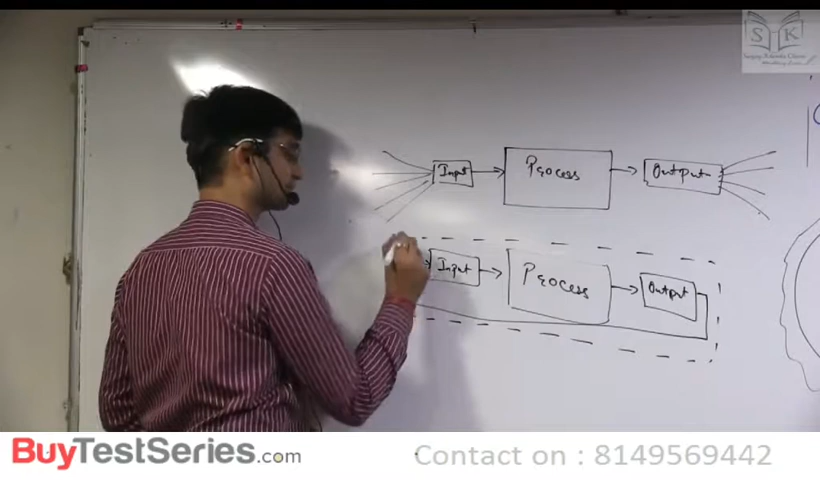 S K
Input
Process
Output
Input
Process
Output
BuyTestSeries.com
Contact on : 8149569442